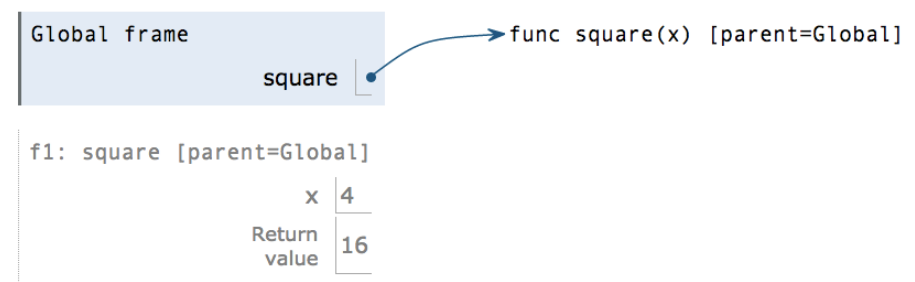 Global frame
func square(x) [parent=Global]
square
f1: square [parent=Global]
x 4
Return
value 16